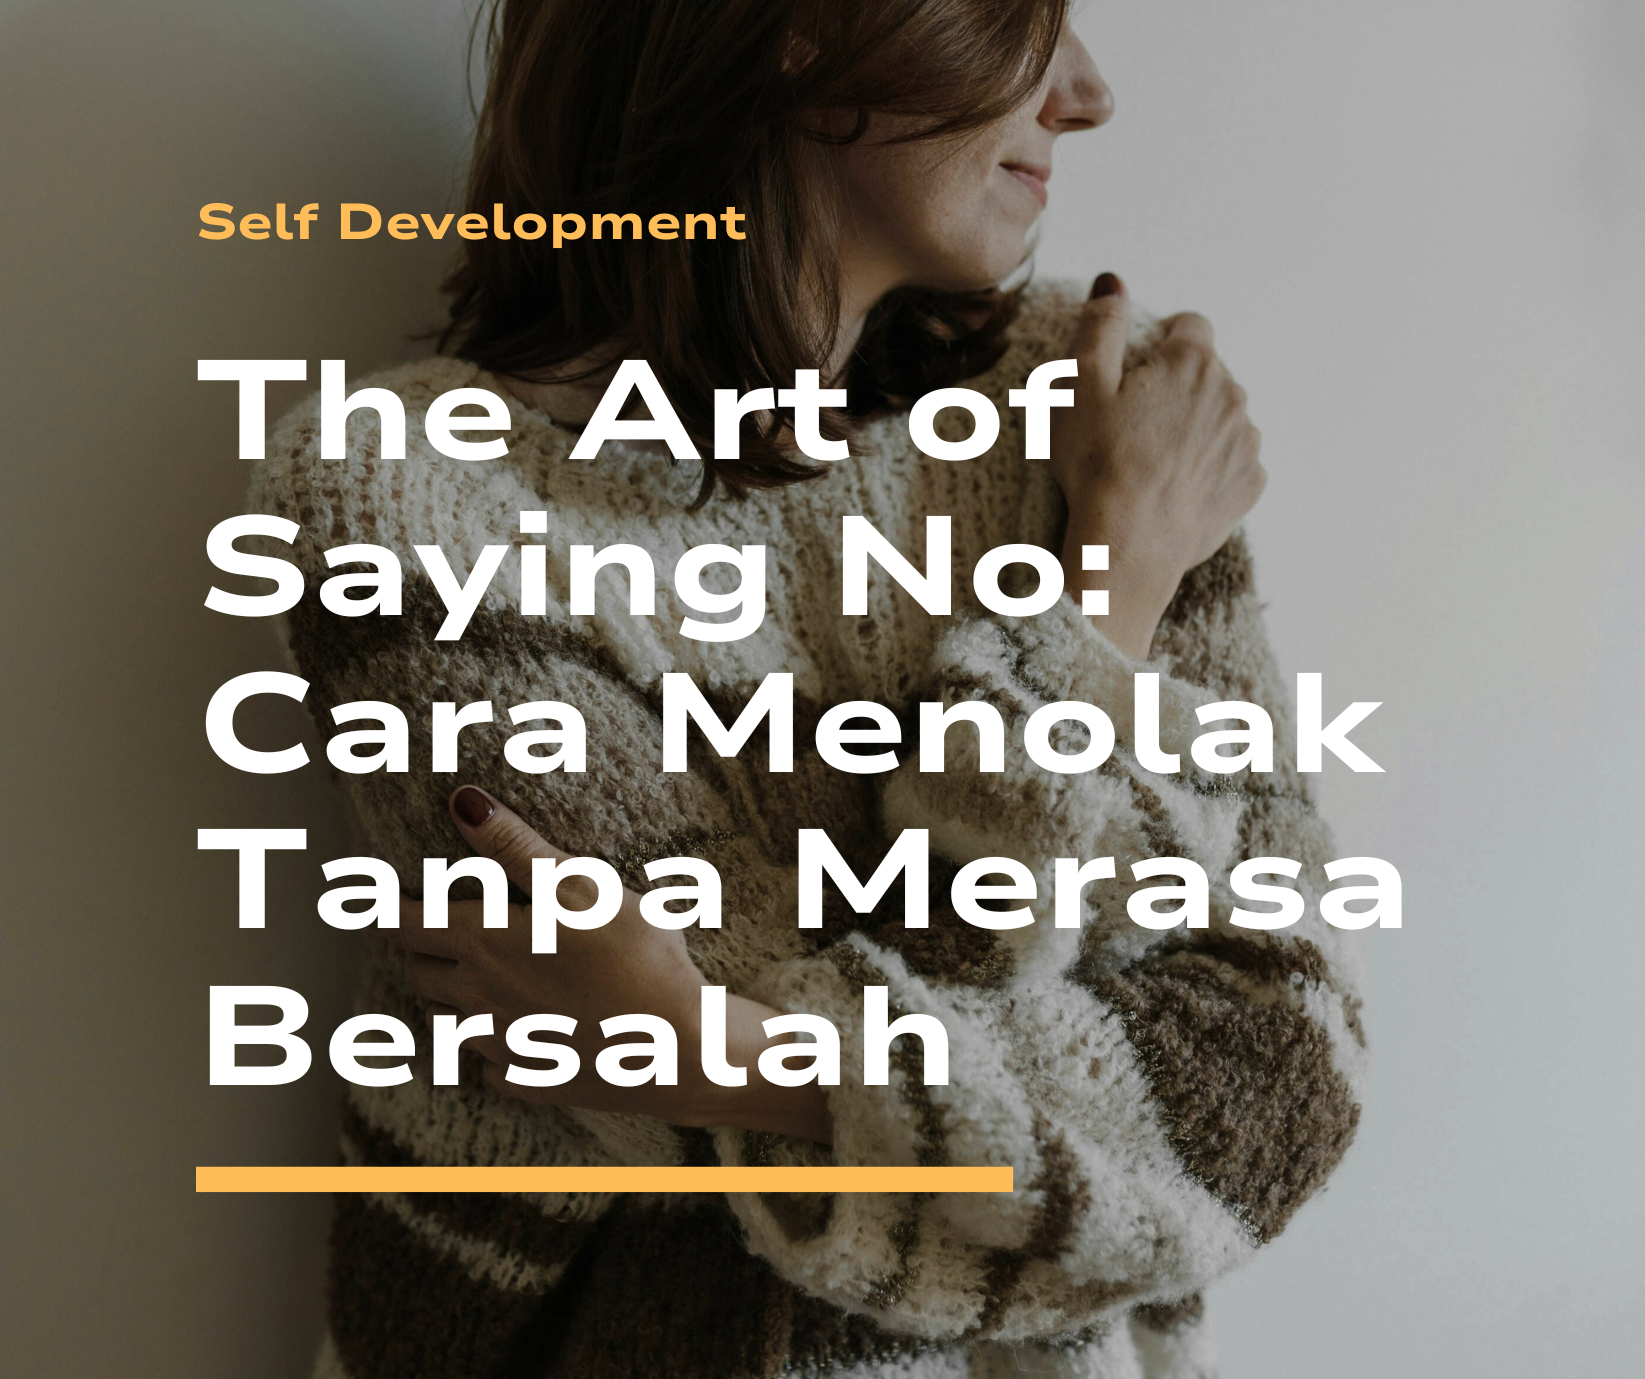 Self Development
The Art of
Saying No:
Cara Menolak
Tanpa Merasa
Bersalah